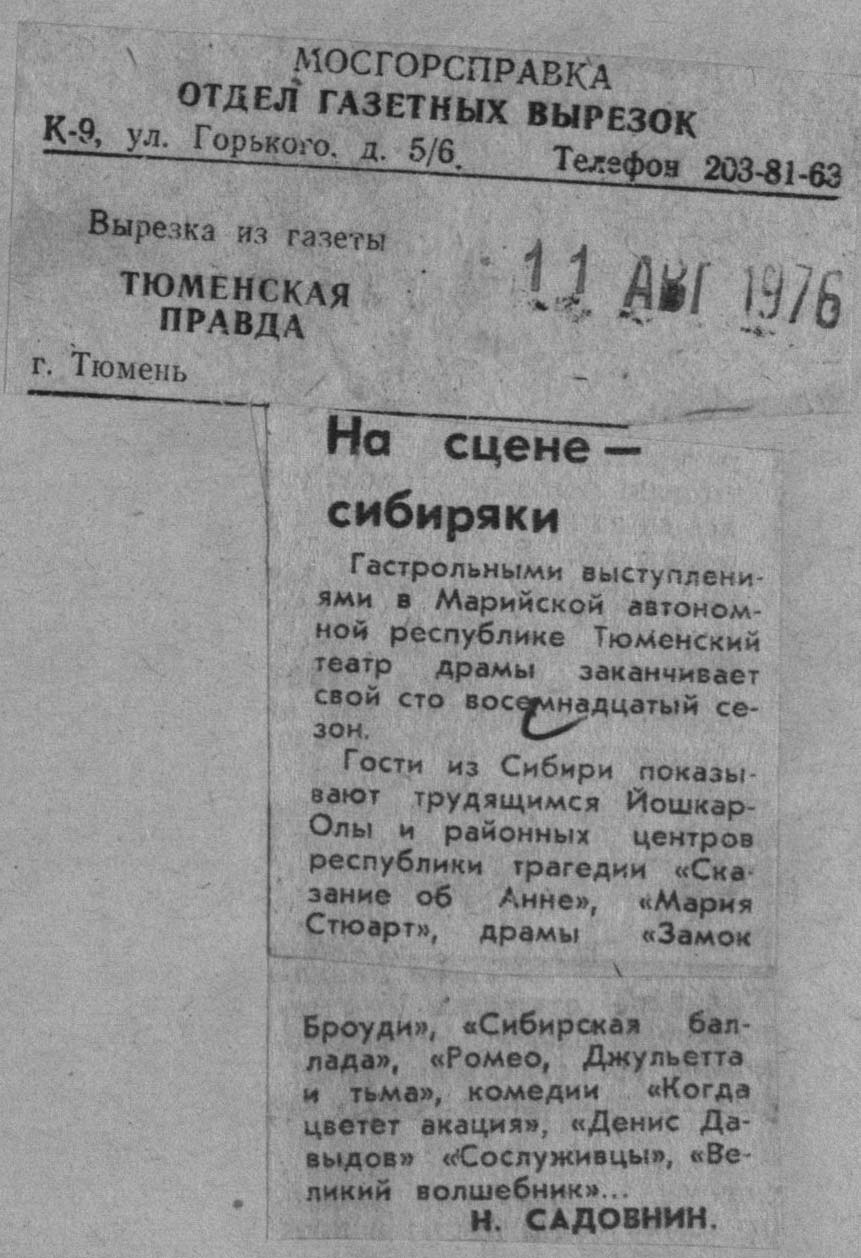 МОСГОРСПРАВКА
ОТДЕЛ ГАЗЕТНЫХ ВЫРЕЗОК
К-9, ул. Горького, д. 5/6. Телефон 203-81-63
Вырезка из газеты
ТЮМЕНСКАЯ
ПРАВДА
г. Тюмень
11 АВГ 1976
На сцене —
сибиряки
Гастрольными выступлени-
ями в Марийской автоном-
ной республике Тюменский
театр драмы заканчивает
свой сто восемнадцатый се-
зон.
Гости из Сибири показы-
вают трудящимся Йошкар-
Олы и районных центров
республики трагедии «Ска-
зание об Анне», «Мария
Стюарт», драмы «Замок
Броуди», «Сибирская бал-
лада», «Ромео, Джульетта
и тьма», комедии «Когда
цветет акация», «Денис Да-
выдов» «Сослуживцы», «Ве-
ликий волшебник»...
Н. САДОВНИН.